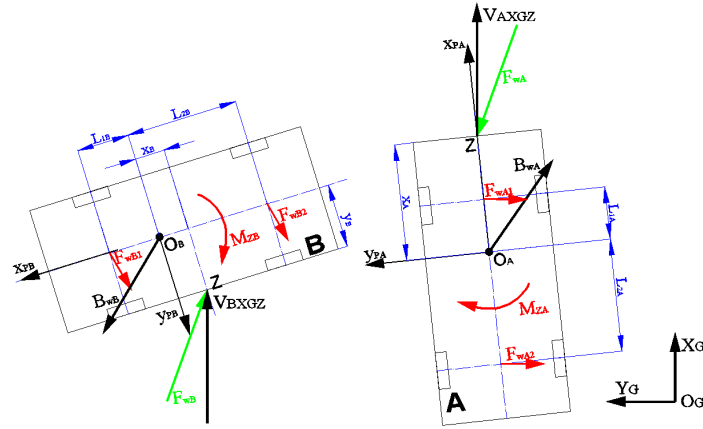 VAXGZ
xPA
FwA
L2B
L1B
xB
Z
BwA
xA
FwA1
L1A
yB
FwB2
MZB
OB
B
FwB1
xPB
yPA
OA
Z
BwB
VBXGZ
yPB
MZA
L2A
FwA2
XG
FwB
A
YG
OG